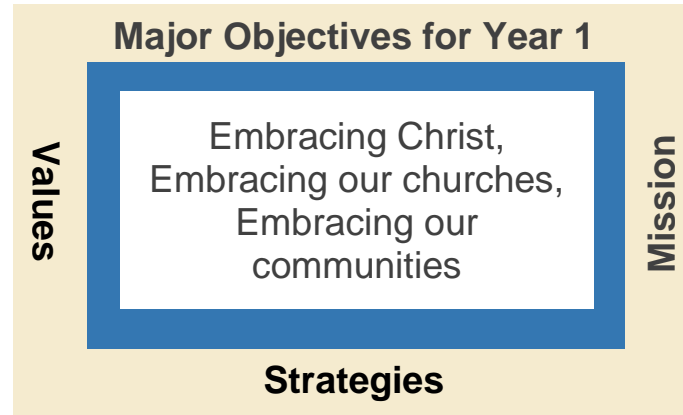 Major Objectives for Year 1
Values
Embracing Christ,
Embracing our churches,
Embracing our
communities
Mission
Strategies